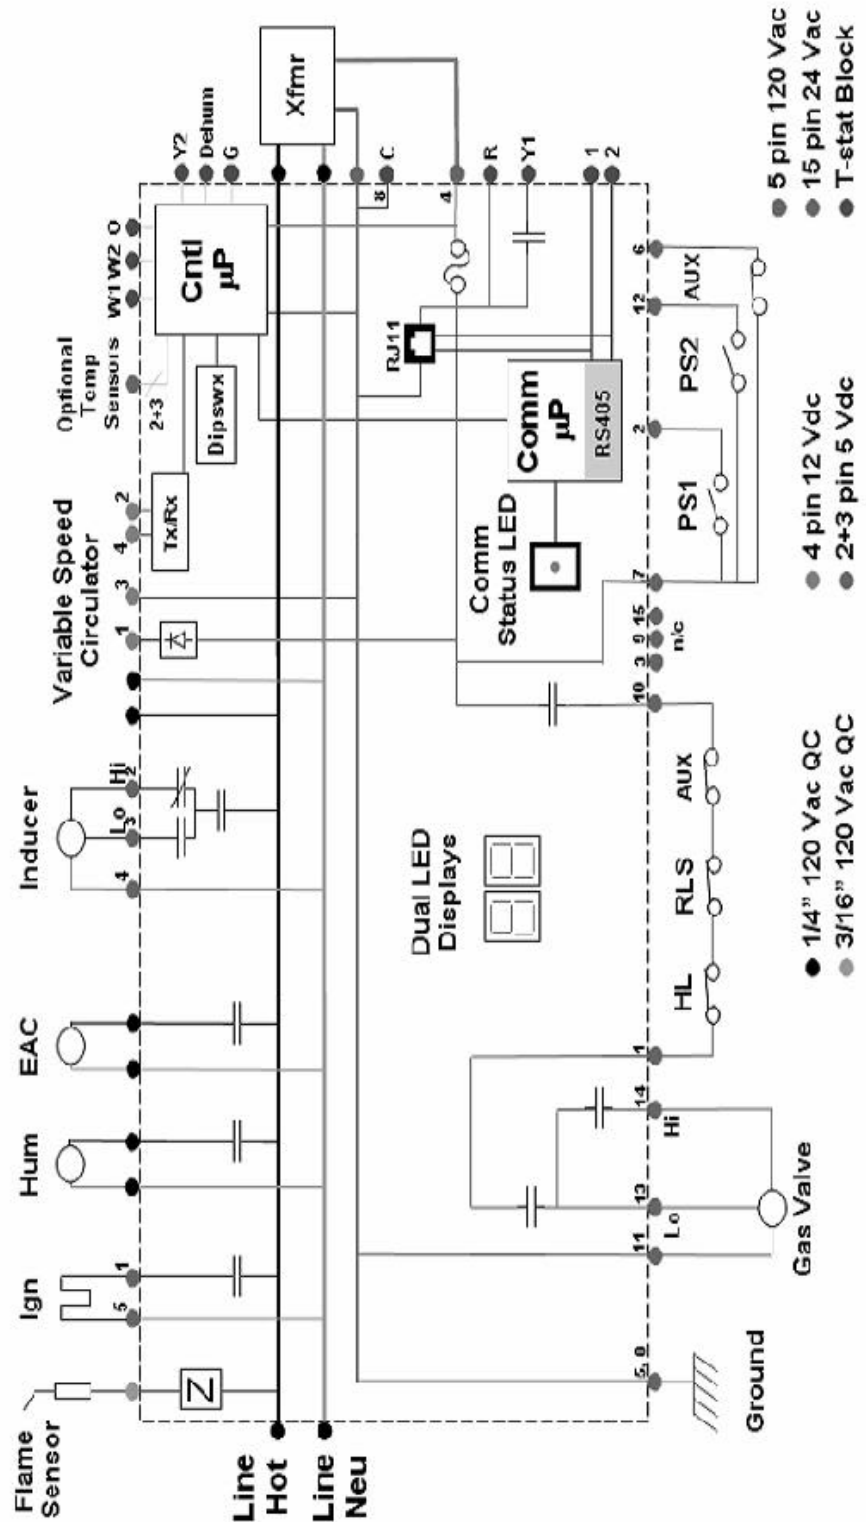 Flame
Sensor
Ign
5
1
Hum
EAC
Inducer
4
Lo
3
Hi
2
Variable Speed
Circulator
1
3
4
2
Tx/Rx
Optional
Temp
Sensors
2+3
Dipswx
W1 W2 O
Cntl
µP
Y2
Dehum
G
Xfmr
Z
Line
Hot
Line
Neu
8
C
4
R
Y1
1
2
RJ11
Comm
µP
RS405
Comm
Status LED
Dual LED
Displays
5, 8
11
13
14
1
10
3
9
15
7
2
12
6
n/c
Lo
Hi
Ground
Gas Valve
HL
RLS
AUX
PS1
PS2
AUX
1/4” 120 Vac QC
3/16” 120 Vac QC
4 pin 12 Vdc
2+3 pin 5 Vdc
5 pin 120 Vac
15 pin 24 Vac
T-stat Block